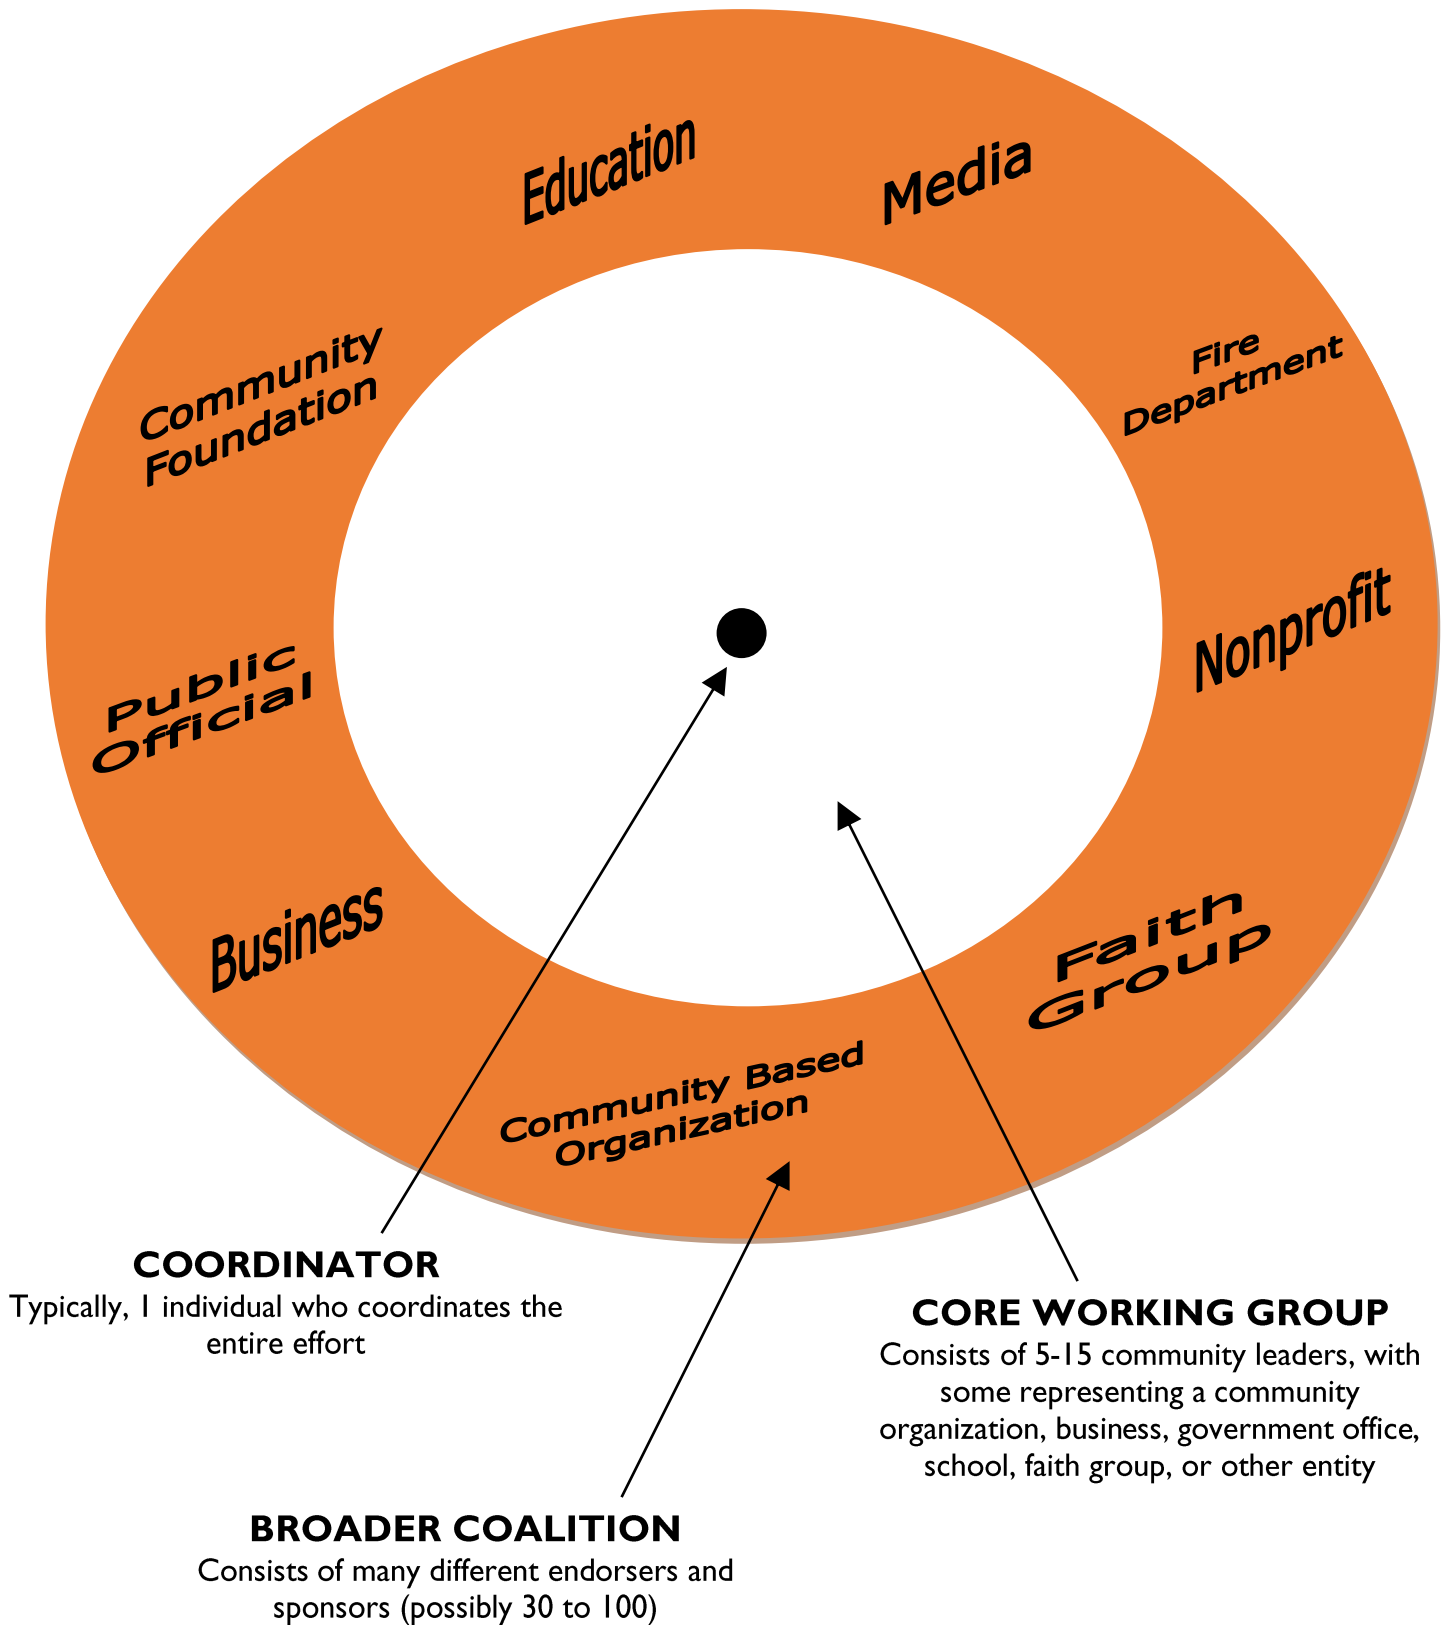 Education
Media
Community
Foundation
Fire
Department
Public
Official
Nonprofit
Business
Faith
Group
Community Based
Organization
COORDINATOR
Typically, 1 individual who coordinates the
entire effort
CORE WORKING GROUP
Consists of 5-15 community leaders, with
some representing a community
organization, business, government office,
school, faith group, or other entity
BROADER COALITION
Consists of many different endorsers and
sponsors (possibly 30 to 100)